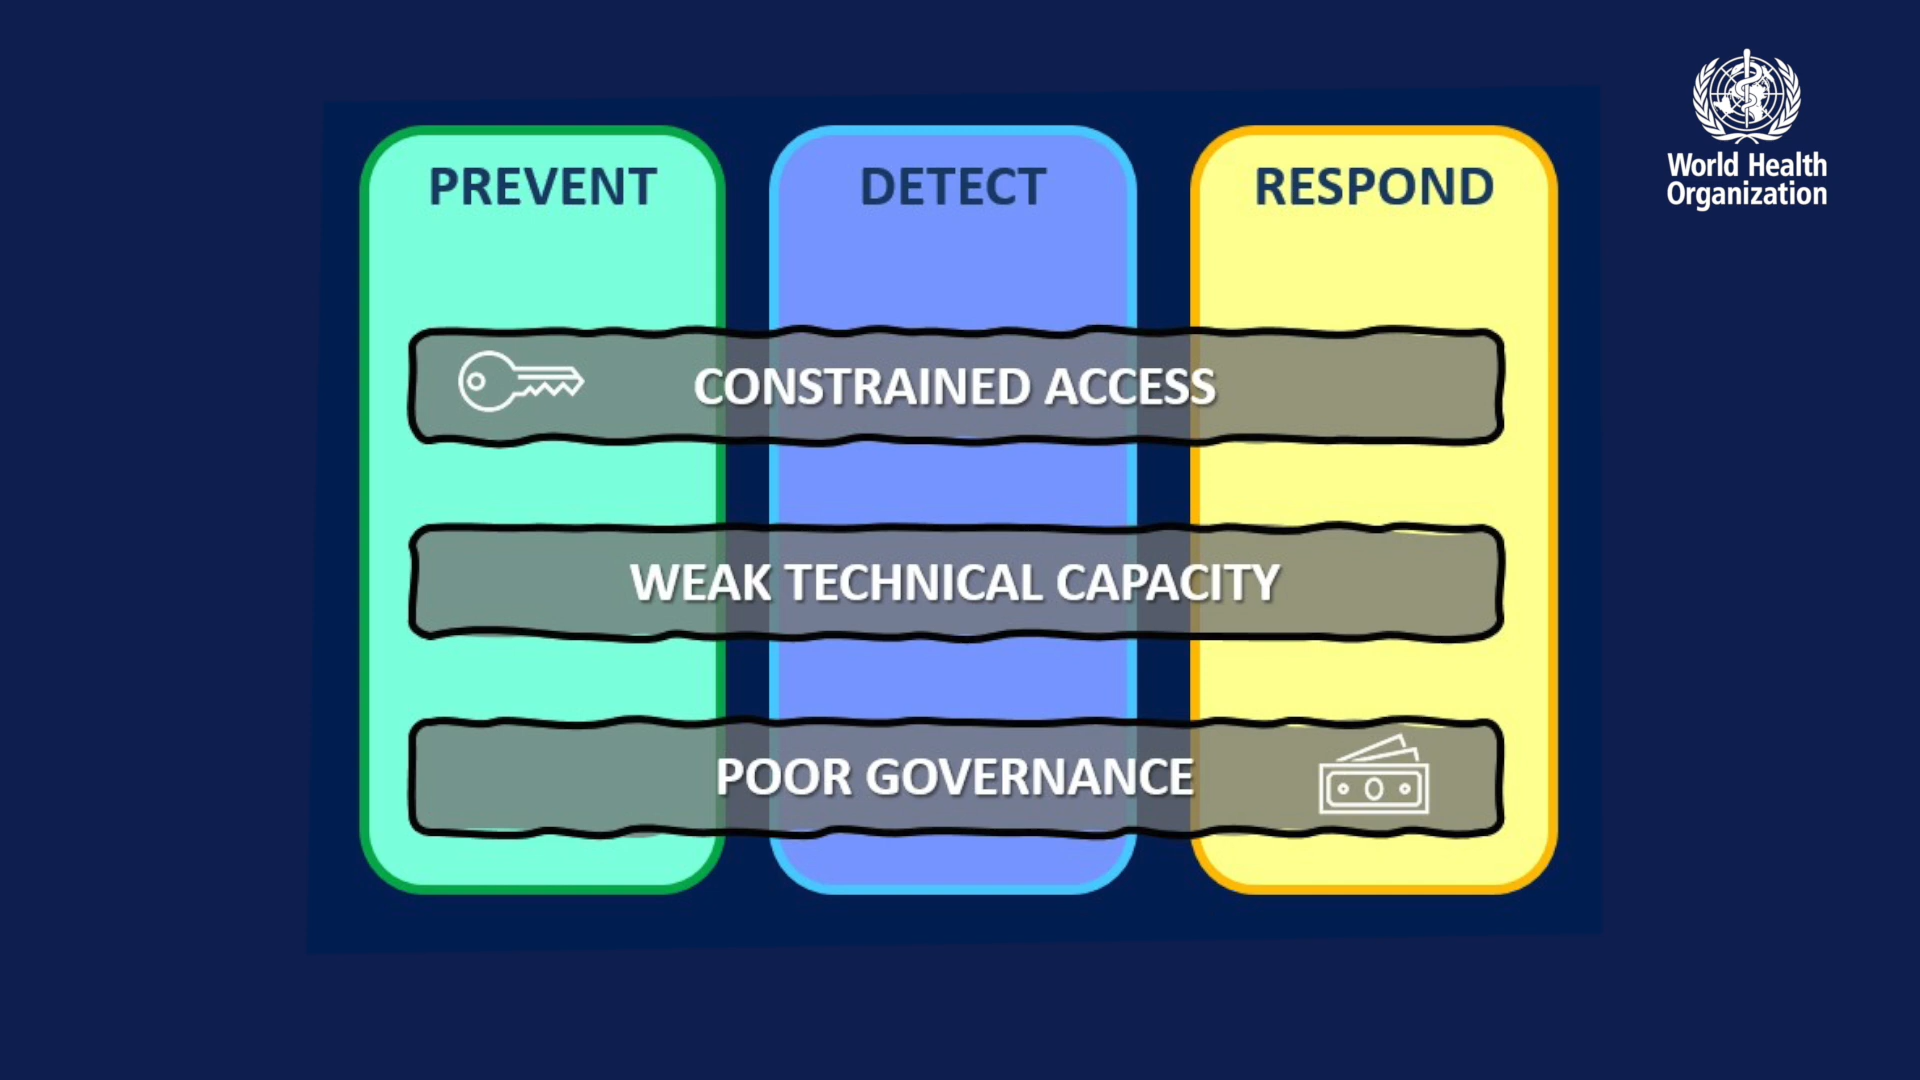 PREVENT
DETECT
RESPOND
World Health
Organization
CONSTRAINED ACCESS
WEAK TECHNICAL CAPACITY
POOR GOVERNANCE